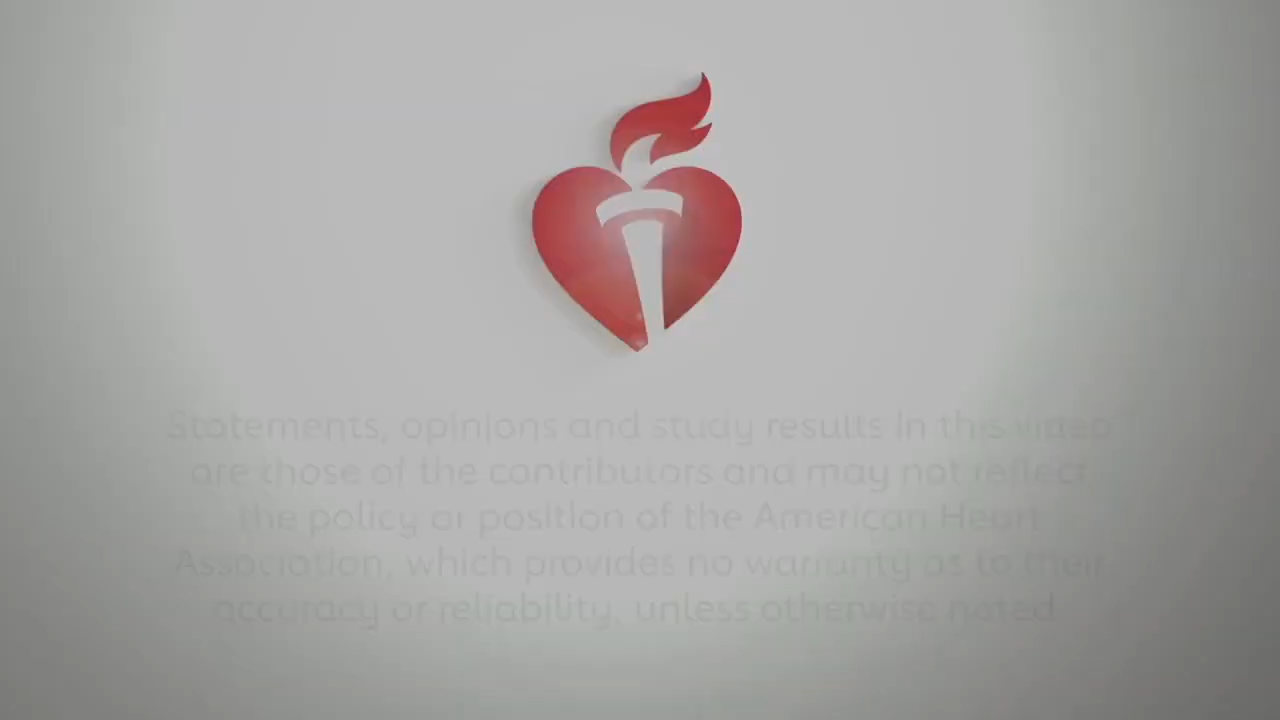 Statements, opinions and study results in this video
are those of the contributors and may not reflect
the policy or position of the American Heart
Association, which provides no warranty as to their
accuracy or reliability, unless otherwise noted